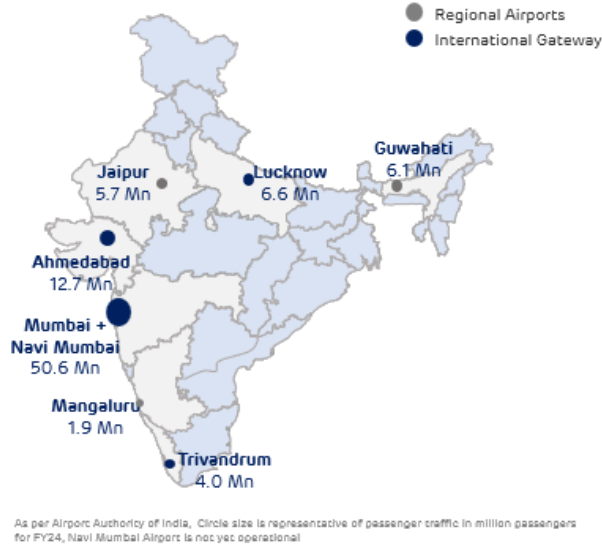 Regional Airports
International Gateway
Guwahati
6.1 Mn
Jaipur
5.7 Mn
Lucknow
6.6 Mn
Ahmedabad
12.7 Mn
Mumbai +
Navi Mumbai
50.6 Mn
Mangaluru
1.9 Mn
Trivandrum
4.0 Mn
As per Airport Authority of India, Circle size is representative of passenger traffic in million passengers
for FY24, Navi Mumbai Airport is not yet operational